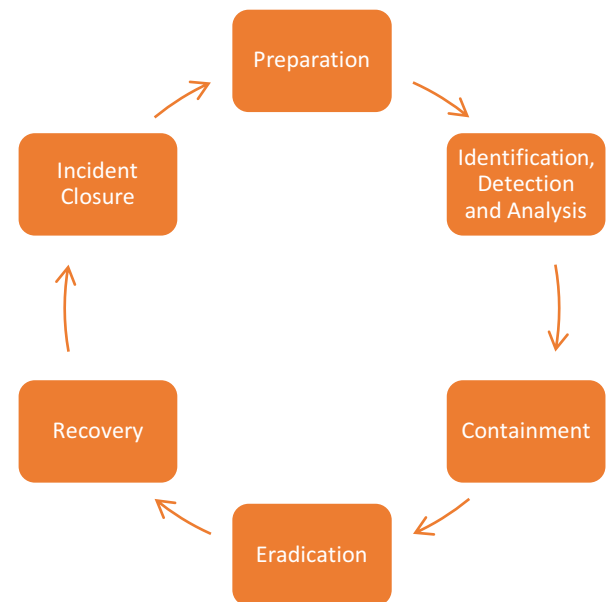 Preparation
Identification,
Detection
and Analysis
Containment
Eradication
Recovery
Incident
Closure